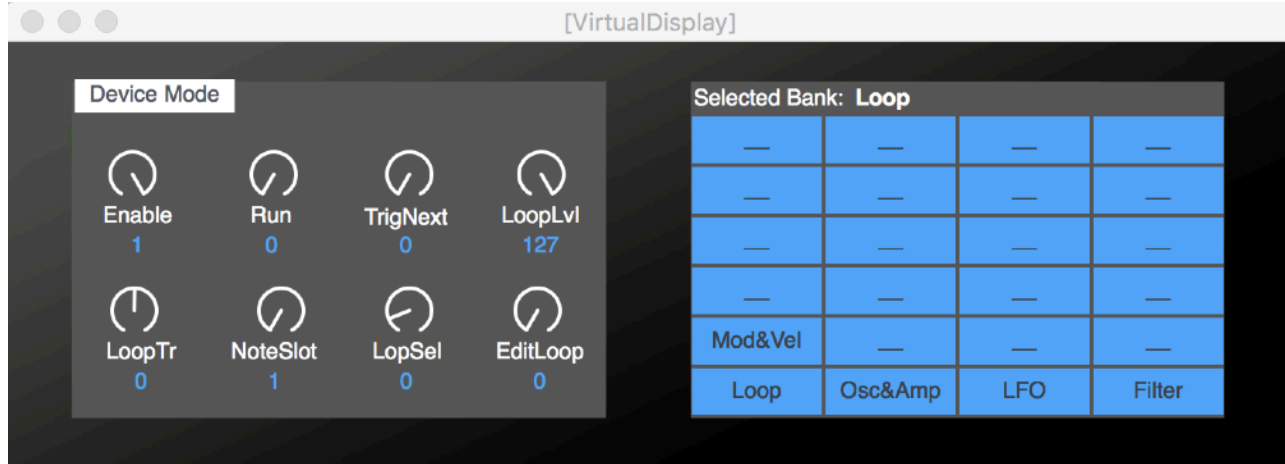 [VirtualDisplay]
Device Mode
Enable Run TrigNext LoopLvl
1 0 0 127
LoopTr NoteSlot LopSel EditLoop
0 1 0 0
Selected Bank: Loop
— — — —
— — — —
— — — —
— — — —
Mod&Vel — — —
Loop Osc&Amp LFO Filter